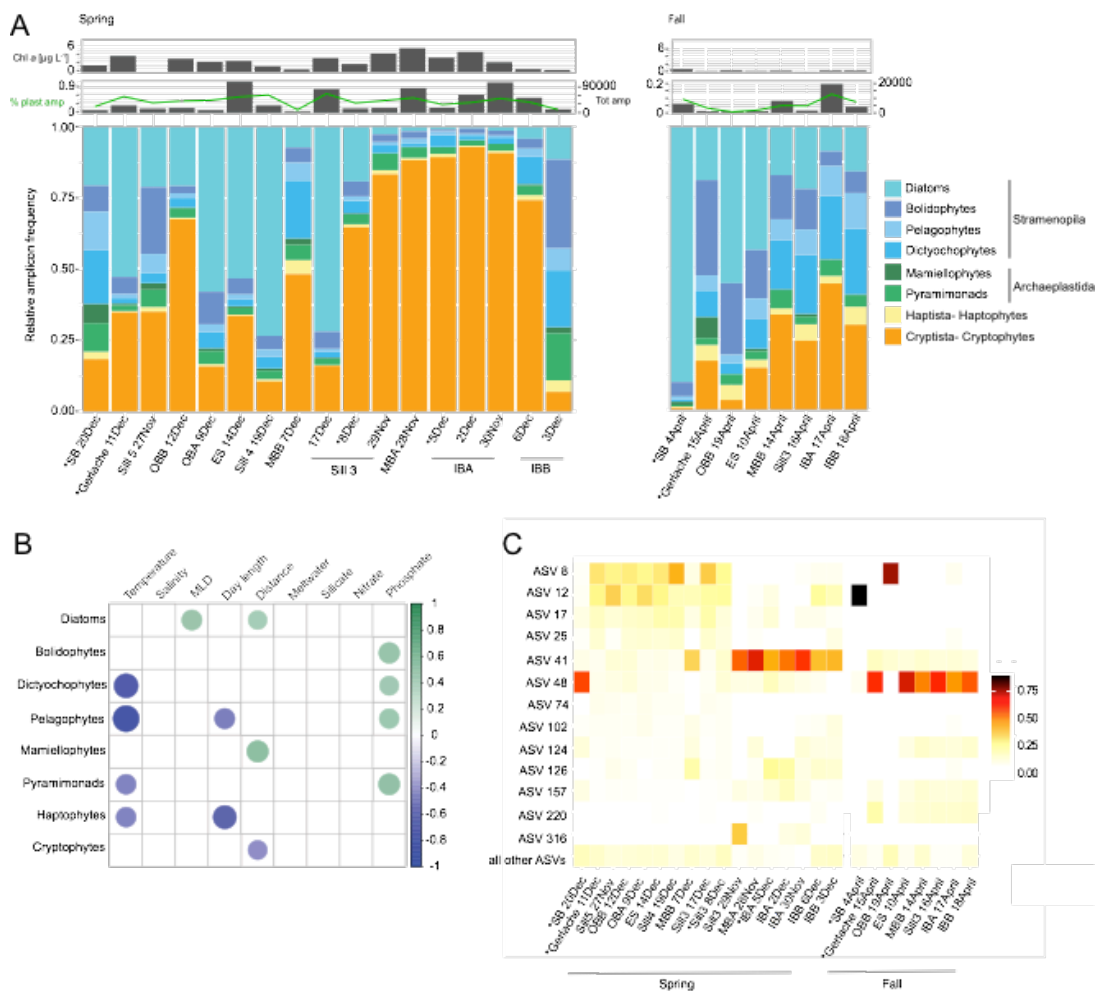 A
Spring
Fall
Chl a [µg L⁻¹]
6
0
8
0
% plast amp
0.9
0
90000
0
Tot amp
0.2
0
20000
0
Relative amplicon frequency
1.00
0.75
0.50
0.25
0.00
*SB 20Dec
*Gerlache 11Dec
Sill 5 27Nov
OBB 12Dec
OBA 9Dec
ES 14Dec
Sill 4 19Dec
MBB 7Dec
17Dec
*8Dec
29Nov
MBA 28Nov
*5Dec
2Dec
30Nov
6Dec
3Dec
Sill 3
IBA
IBB
*SB 4April
*Gerlache 15April
OBB 19April
ES 10April
MBB 14April
Sill3 16April
IBA 17April
IBB 18April
Diatoms
Bolidophytes
Pelagophytes
Dictyochophytes
Stramenopila
Mamiellophytes
Pyramimonads
Archaeplastida
Haptista- Haptophytes
Cryptista- Cryptophytes
B
Temperature
Salinity
MLD
Day length
Distance
Meltwater
Silicate
Nitrate
Phosphate
Diatoms
Bolidophytes
Dictyochophytes
Pelagophytes
Mamiellophytes
Pyramimonads
Haptophytes
Cryptophytes
1
0.8
0.6
0.4
0.2
0
-0.2
-0.4
-0.6
-0.8
-1
C
ASV 8
ASV 12
ASV 17
ASV 25
ASV 41
ASV 48
ASV 74
ASV 102
ASV 124
ASV 126
ASV 157
ASV 220
ASV 316
all other ASVs
0.75
0.50
0.25
0.00
*SB 20Dec
*Gerlache 11Dec
Sill5 27Nov
OBB 12Dec
OBA 9Dec
ES 14Dec
Sill4 19Dec
MBB 7Dec
Sill3 17Dec
*Sill3 8Dec
Sill3 29Nov
MBA 28Nov
*IBA 5Dec
IBA 2Dec
IBA 30Nov
IBB 6Dec
IBB 3Dec
*SB 4April
*Gerlache 15April
OBB 19April
ES 10April
MBB 14April
Sill3 16April
IBA 17April
IBB 18April
Spring
Fall